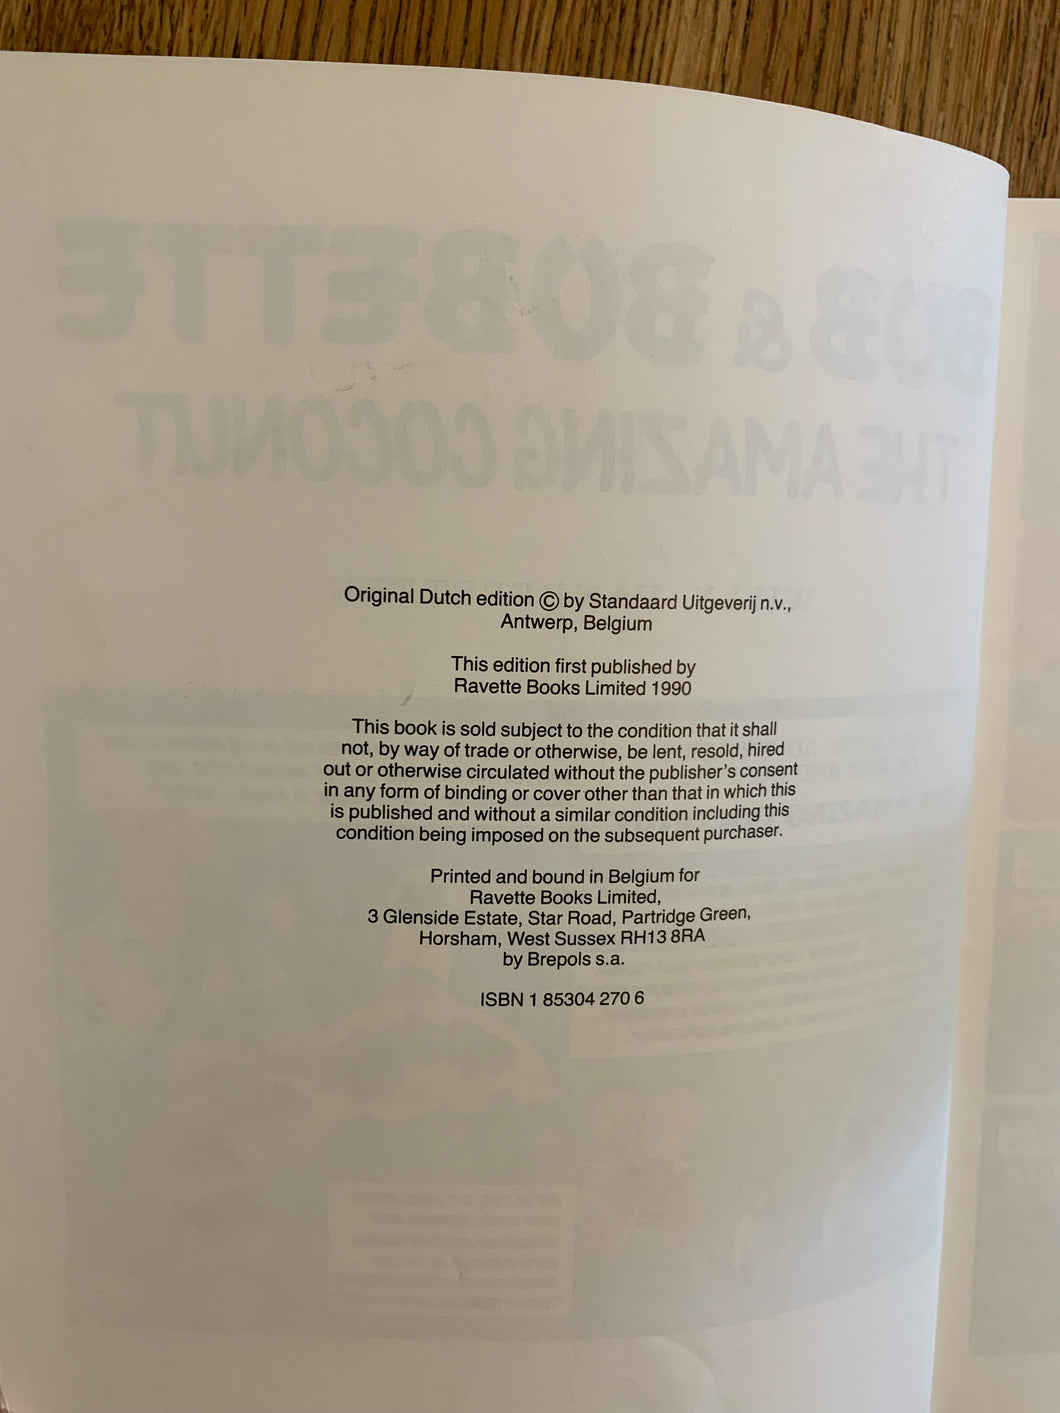 BOB & BOBETTE
THE AMAZING COCONUT
Original Dutch edition © by Standaard Uitgeverij n.v.,
Antwerp, Belgium
This edition first published by
Ravette Books Limited 1990
This book is sold subject to the condition that it shall
not, by way of trade or otherwise, be lent, resold, hired
out or otherwise circulated without the publisher's consent
in any form of binding or cover other than that in which this
is published and without a similar condition including this
condition being imposed on the subsequent purchaser.
Printed and bound in Belgium for
Ravette Books Limited,
3 Glenside Estate, Star Road, Partridge Green,
Horsham, West Sussex RH13 8RA
by Brepols s.a.
ISBN 1 85304 270 6